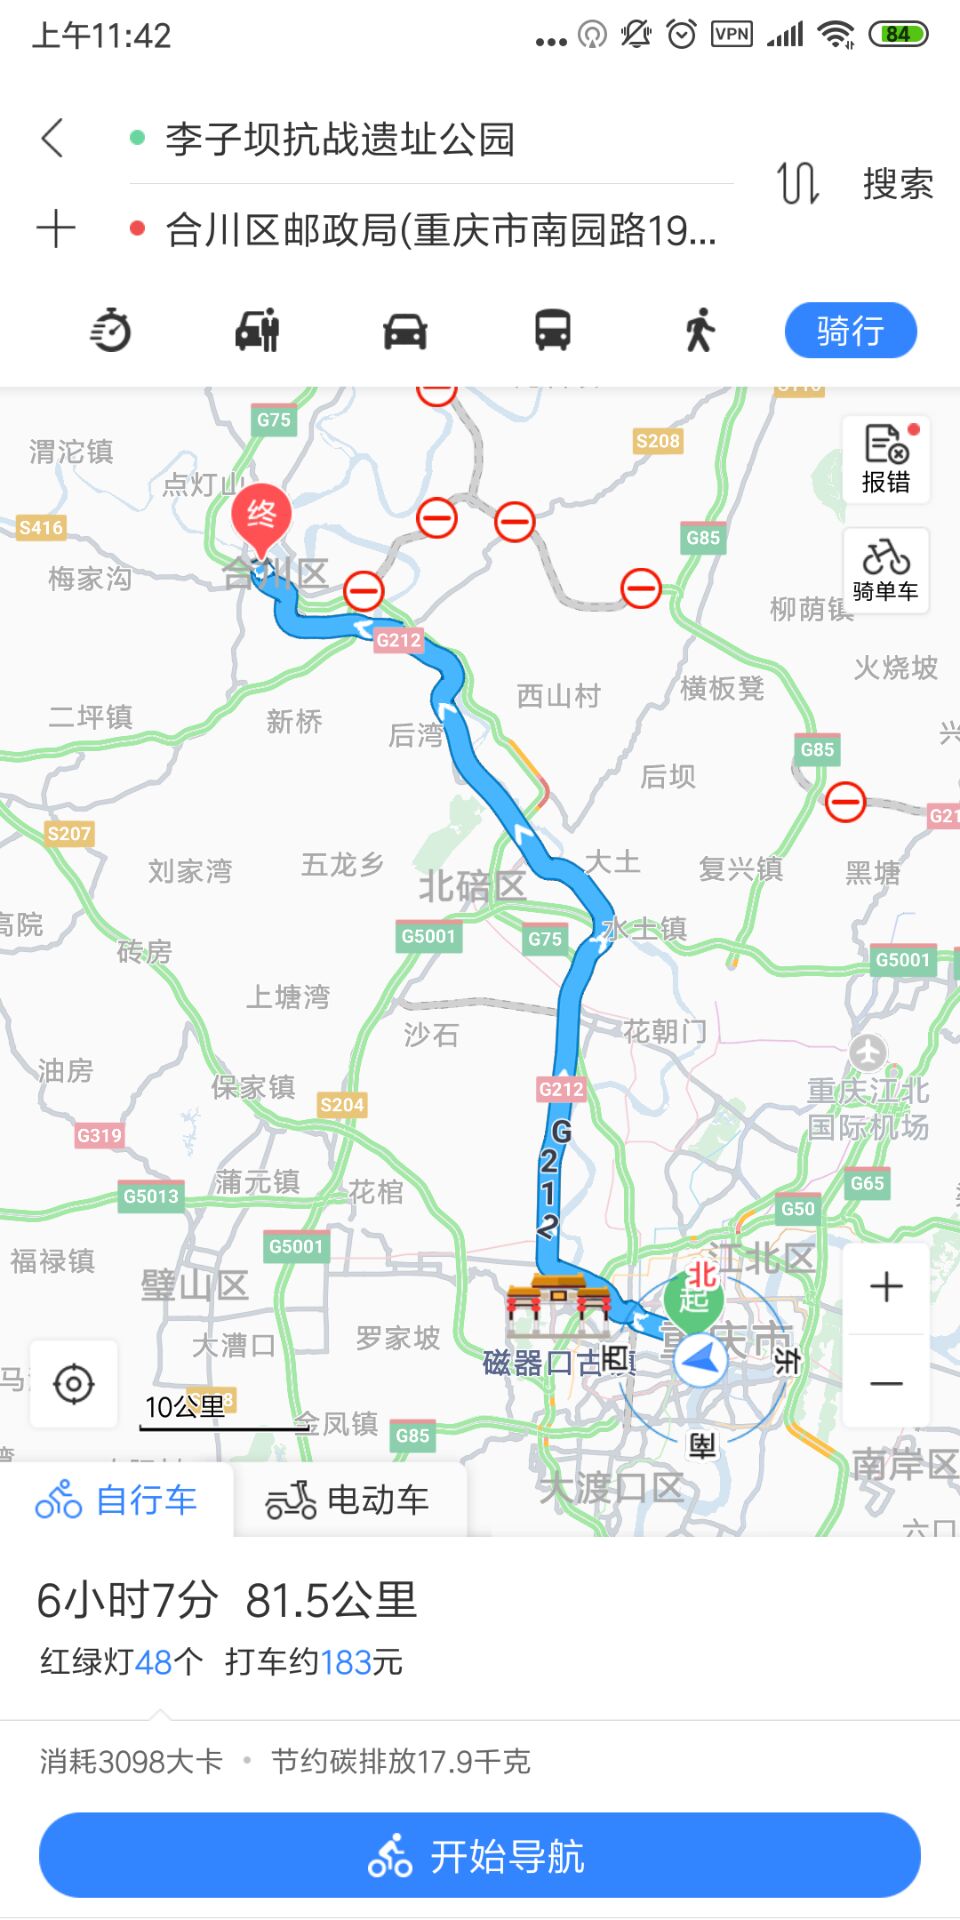 上午11:42
VPN
84
李子坝抗战遗址公园
搜索
合川区邮政局(重庆市南园路19...
骑行
G75
S208
渭沱镇
报错
点灯山
终
S416
G85
合川区
梅家沟
骑单车
柳荫镇
G212
火烧坡
西山村
横板凳
二坪镇
新桥
后湾
G85
后坝
S207
刘家湾
五龙乡
大土
复兴镇
黑塘
北碚区
高院
水土镇
G5001
G75
砖房
G5001
上塘湾
沙石
花朝门
油房
保家镇
G212
重庆江北
国际机场
S204
G319
G212
蒲元镇
花棺
G65
G5013
G50
G5001
福禄镇
江北区
璧山区
北
起
大漕口
罗家坡
重庆市
磁器口古镇
西
东
10公里
金凤镇
G85
南
南岸区
大渡口区
六口
自行车
电动车
6小时7分 81.5公里
红绿灯48个 打车约183元
消耗3098大卡 • 节约碳排放17.9千克
开始导航